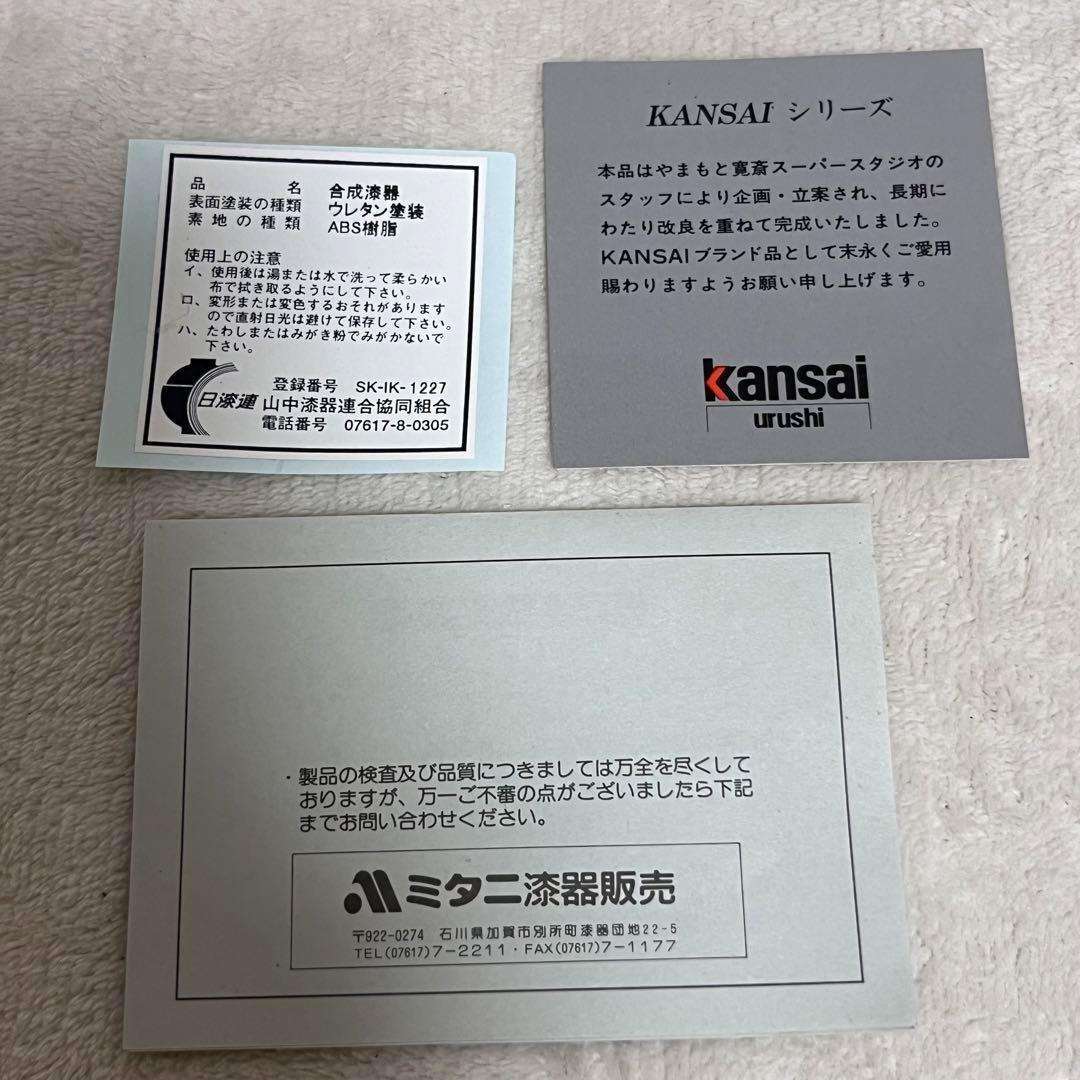 品名 合成漆器
表面塗装の種類 ウレタン塗装
素地の種類 ABS樹脂
使用上の注意
イ、使用後は湯または水で洗って柔らかい
布で拭き取るようにして下さい。
ロ、変形または変色するおそれがあります
ので直射日光は避けて保存して下さい。
ハ、たわしまたはみがき粉でみがかないで
下さい。
登録番号 SK-IK-1227
日漆連 山中漆器連合協同組合
電話番号 07617-8-0305
KANSAI シリーズ
本品はやまもと寛斎スーパースタジオの
スタッフにより企画・立案され、長期に
わたり改良を重ねて完成いたしました。
KANSAIブランド品として末永くご愛用
賜わりますようお願い申し上げます。
kansai
urushi
・製品の検査及び品質につきましては万全を尽くして
おりますが、万一ご不審の点がございましたら下記
までお問い合わせください。
ミタニ漆器販売
〒922-0274 石川県加賀市別所町漆器団地22-5
TEL(07617)7-2211・FAX(07617)7-1177